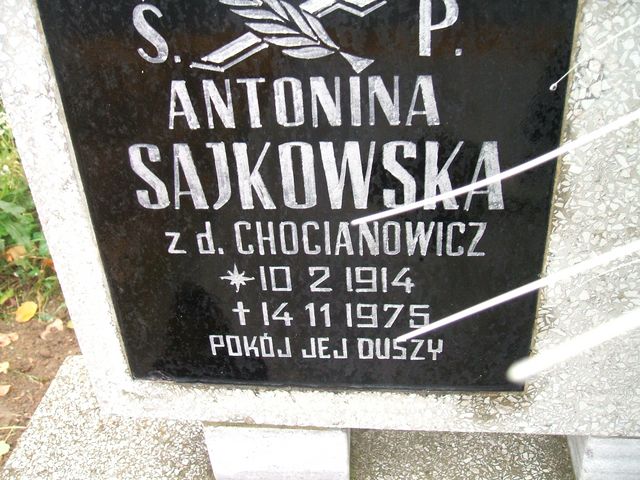 Ś. P.
ANTONINA
SAJKOWSKA
z d. CHOCIANOWICZ
* 10 2 1914
† 14 11 1975
POKÓJ JEJ DUSZY